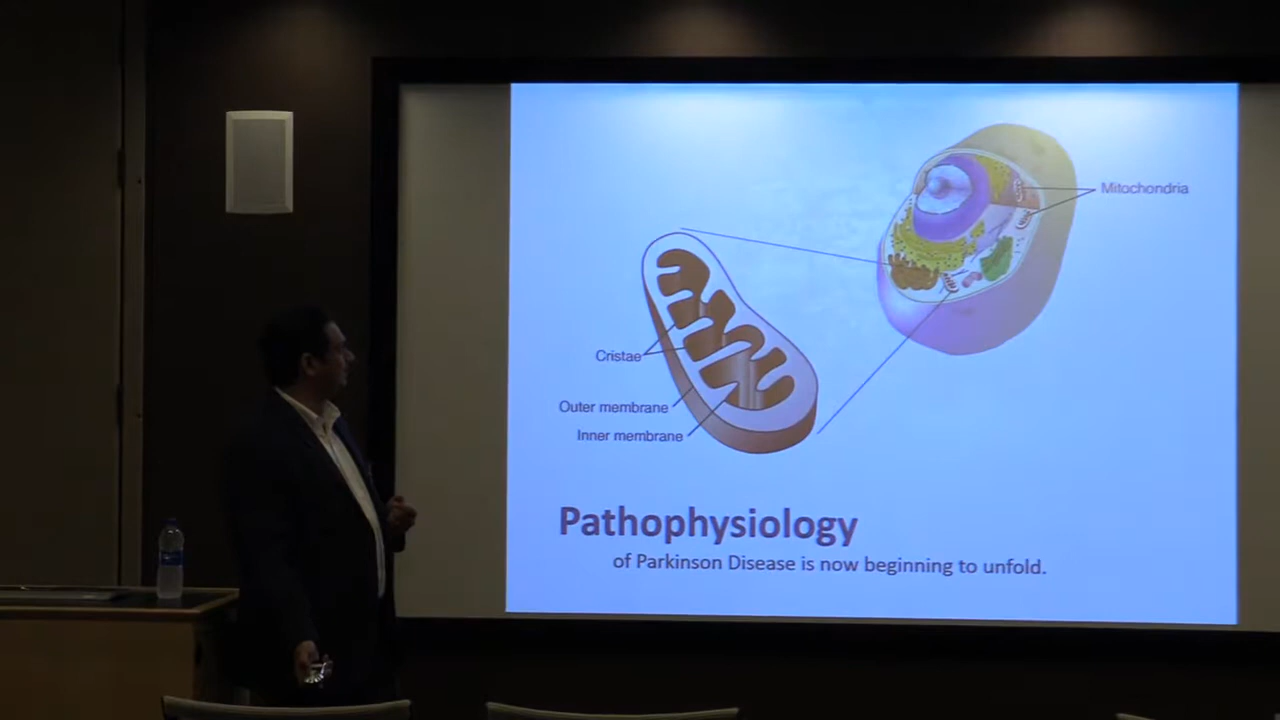 Mitochondria
Cristae
Outer membrane
Inner membrane
Pathophysiology
of Parkinson Disease is now beginning to unfold.